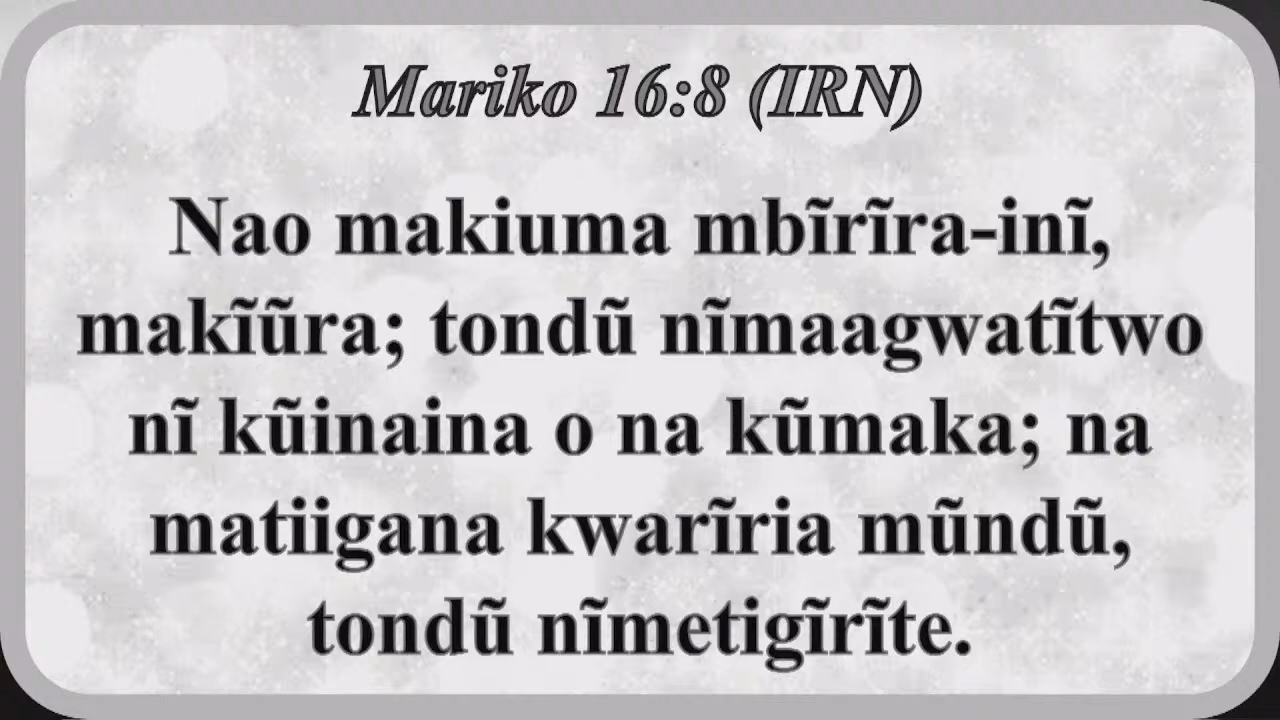 Mariko 16:8 (IRN)
Nao makiuma mbĩrĩra-inĩ,
makĩũra; tondũ nĩmaagwatĩtwo
nĩ kũinaina o na kũmaka; na
matiigana kwarĩria mũndũ,
tondũ nĩmetigĩrĩte.